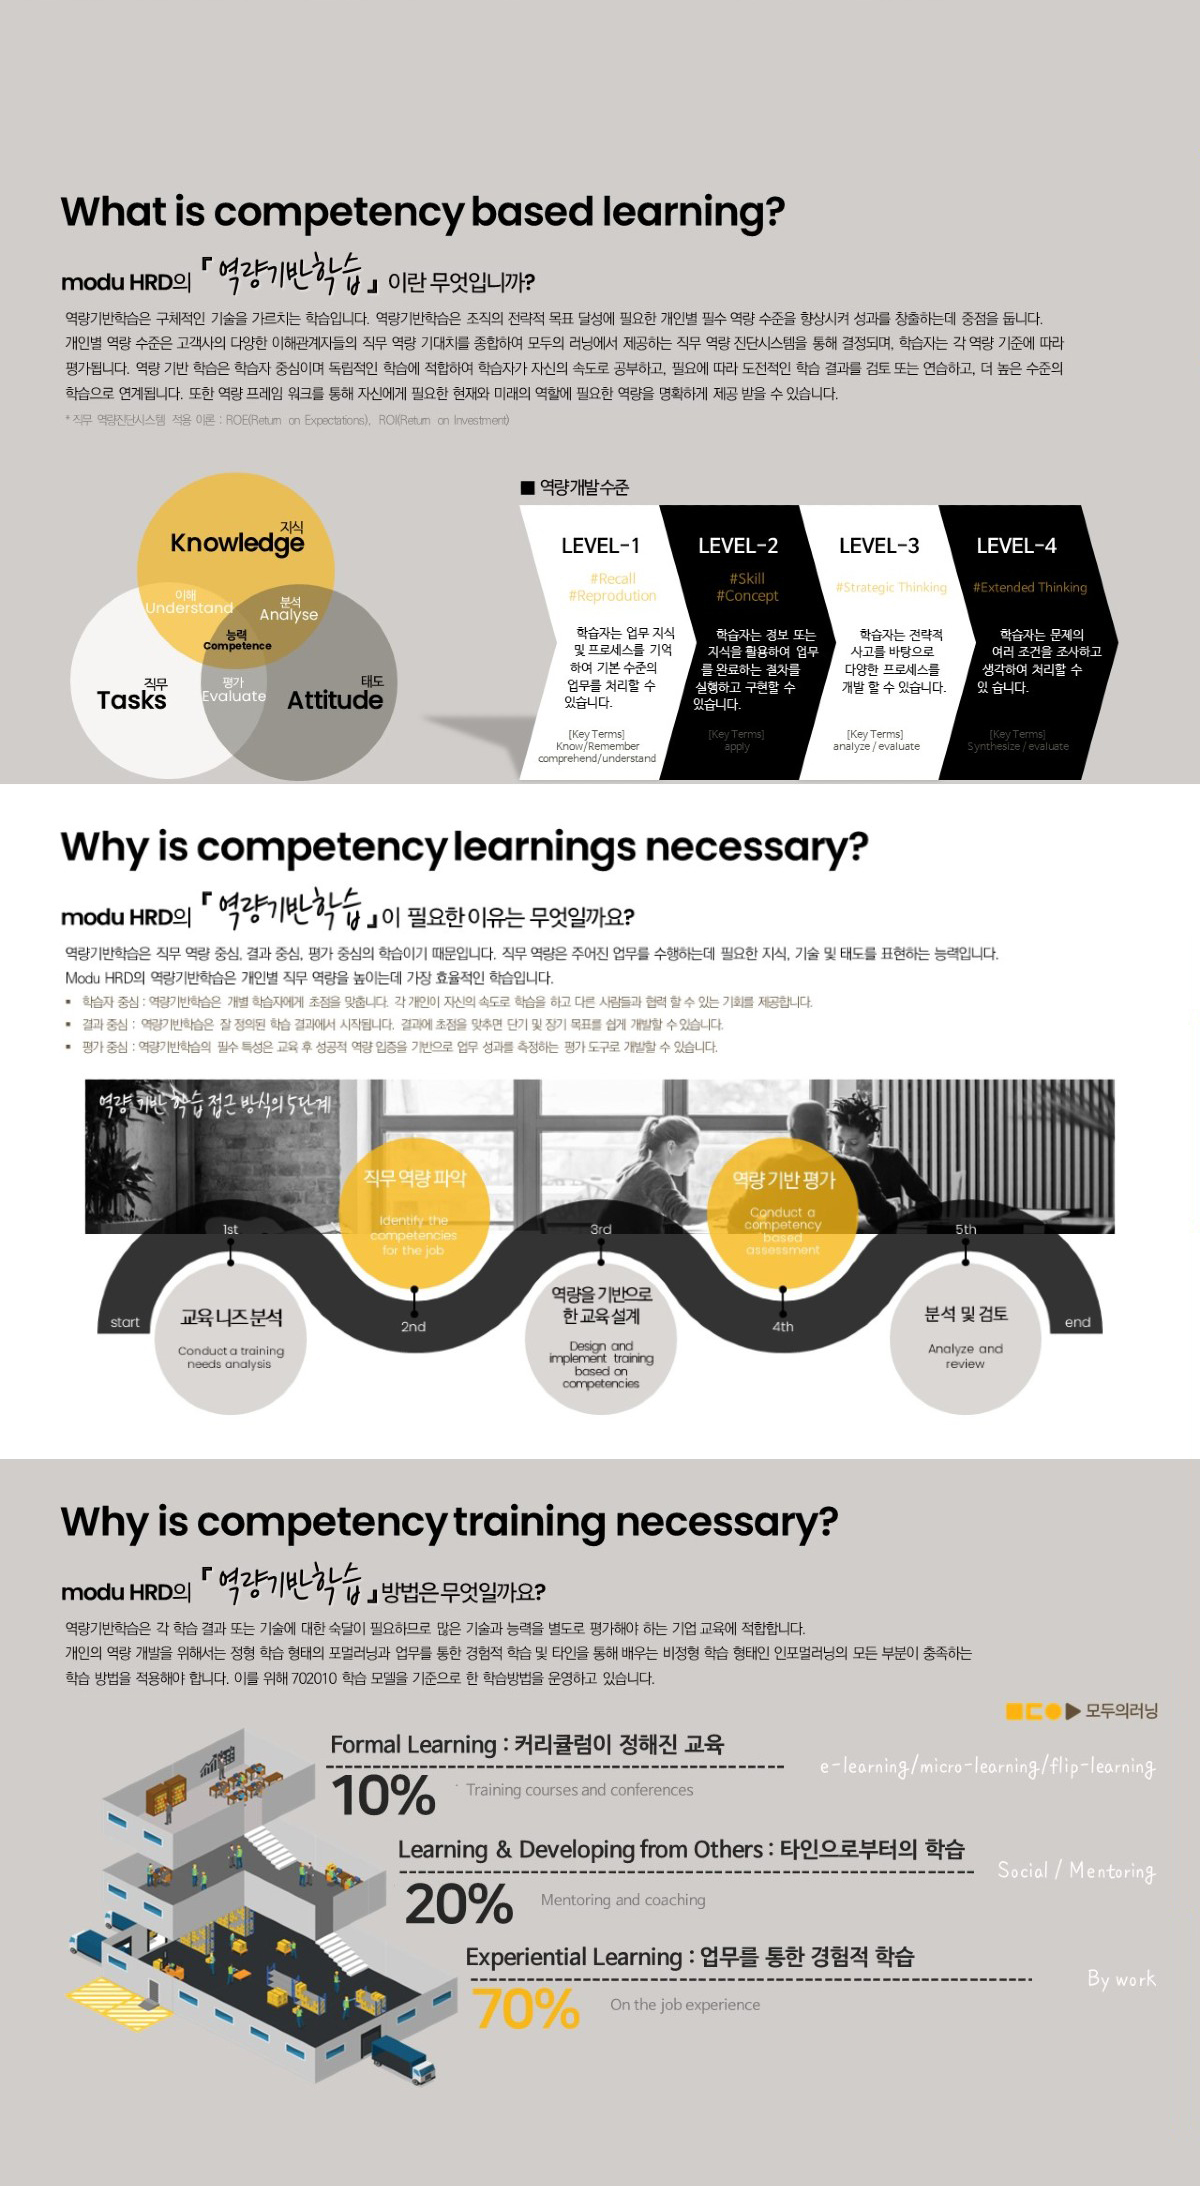 What is competency based learning?
modu HRD의 『역량기반학습』 이란 무엇입니까?
역량기반학습은 구체적인 기술을 가르치는 학습입니다. 역량기반학습은 조직의 전략적 목표 달성에 필요한 개인별 필수 역량 수준을 향상시켜 성과를 창출하는데 중점을 둡니다.
개인별 역량 수준은 고객사의 다양한 이해관계자들의 직무 역량 기대치를 종합하여 모두의 러닝에서 제공하는 직무 역량 진단시스템을 통해 결정되며, 학습자는 각 역량 기준에 따라
평가됩니다. 역량 기반 학습은 학습자 중심이며 독립적인 학습에 적합하여 학습자가 자신의 속도로 공부하고, 필요에 따라 도전적인 학습 결과를 검토 또는 연습하고, 더 높은 수준의
학습으로 연계됩니다. 또한 역량 프레임 워크를 통해 자신에게 필요한 현재와 미래의 역할에 필요한 역량을 명확하게 제공 받을 수 있습니다.
* 직무 역량진단시스템 적용 이론 : ROE(Return on Expectations), ROI(Return on Investment)
지식
Knowledge
이해
Understand
분석
Analyse
능력
Competence
직무
Tasks
평가
Evaluate
태도
Attitude
■ 역량개발수준
LEVEL-1
#Recall
#Reprodution
학습자는 업무 지식
및 프로세스를 기억
하여 기본 수준의
업무를 처리할 수
있습니다.
[Key Terms]
Know/Remember
comprehend/understand
LEVEL-2
#Skill
#Concept
학습자는 정보 또는
지식을 활용하여 업무
를 완료하는 절차를
실행하고 구현할 수
있습니다.
[Key Terms]
apply
LEVEL-3
#Strategic Thinking
학습자는 전략적
사고를 바탕으로
다양한 프로세스를
개발 할 수 있습니다.
[Key Terms]
analyze / evaluate
LEVEL-4
#Extended Thinking
학습자는 문제의
여러 조건을 조사하고
생각하여 처리할 수
있 습니다.
[Key Terms]
Synthesize / evaluate
Why is competency learnings necessary?
modu HRD의 『역량기반학습』이 필요한 이유는 무엇일까요?
역량기반학습은 직무 역량 중심, 결과 중심, 평가 중심의 학습이기 때문입니다. 직무 역량은 주어진 업무를 수행하는데 필요한 지식, 기술 및 태도를 표현하는 능력입니다.
Modu HRD의 역량기반학습은 개인별 직무 역량을 높이는데 가장 효율적인 학습입니다.
▪ 학습자 중심 : 역량기반학습은 개별 학습자에게 초점을 맞춥니다. 각 개인이 자신의 속도로 학습을 하고 다른 사람들과 협력 할 수 있는 기회를 제공합니다.
▪ 결과 중심 : 역량기반학습은 잘 정의된 학습 결과에서 시작됩니다. 결과에 초점을 맞추면 단기 및 장기 목표를 쉽게 개발할 수 있습니다.
▪ 평가 중심 : 역량기반학습의 필수 특성은 교육 후 성공적 역량 입증을 기반으로 업무 성과를 측정하는 평가 도구로 개발할 수 있습니다.
역량 기반 학습 접근 방식의 5단계
start
1st
교육 니즈 분석
Conduct a training
needs analysis
직무 역량 파악
Identify the
competencies
for the job
2nd
3rd
역량을 기반으로
한 교육 설계
Design and
implement training
based on
competencies
역량 기반 평가
Conduct a
competency
based
assessment
4th
5th
분석 및 검토
Analyze and
review
end
Why is competency training necessary?
modu HRD의 『역량기반학습』방법은 무엇일까요?
역량기반학습은 각 학습 결과 또는 기술에 대한 숙달이 필요하므로 많은 기술과 능력을 별도로 평가해야 하는 기업 교육에 적합합니다.
개인의 역량 개발을 위해서는 정형 학습 형태의 포멀러닝과 업무를 통한 경험적 학습 및 타인을 통해 배우는 비정형 학습 형태인 인포멀러닝의 모든 부분이 충족하는
학습 방법을 적용해야 합니다. 이를 위해 702010 학습 모델을 기준으로 한 학습방법을 운영하고 있습니다.
모두의러닝
Formal Learning : 커리큘럼이 정해진 교육
e-learning/micro-learning/flip-learning
10% Training courses and conferences
Learning & Developing from Others : 타인으로부터의 학습
Social / Mentoring
20% Mentoring and coaching
Experiential Learning : 업무를 통한 경험적 학습
By work
70% On the job experience